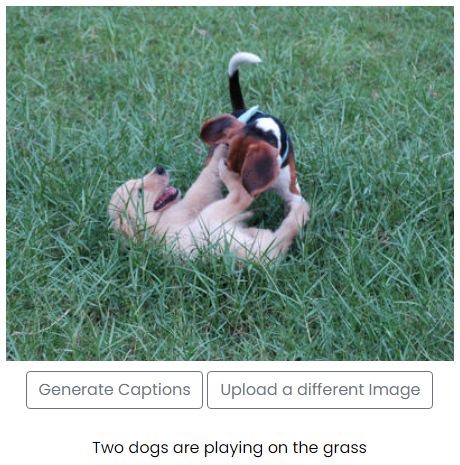 Generate Captions
Upload a different Image
Two dogs are playing on the grass